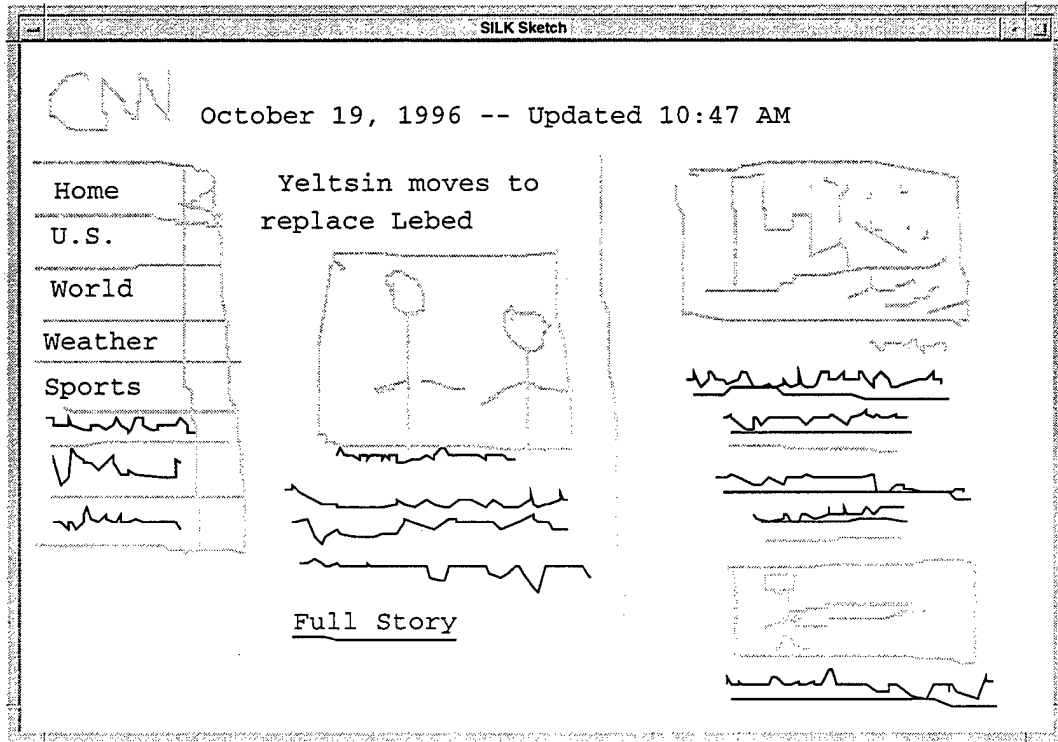 SILK Sketch
CNN
October 19, 1996 -- Updated 10:47 AM
Home
U.S.
World
Weather
Sports
Yeltsin moves to
replace Lebed
Full Story